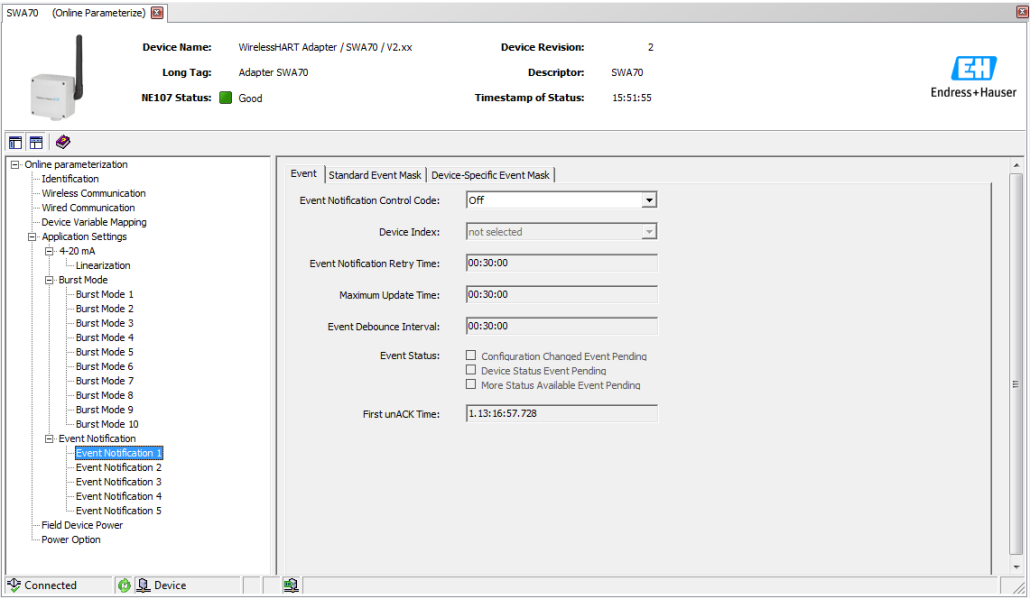 SWA70 (Online Parameterize)
Device Name: WirelessHART Adapter / SWA70 / V2.xx Device Revision: 2
Long Tag: Adapter SWA70 Descriptor: SWA70
NE107 Status: Good Timestamp of Status: 15:51:55
EH
Endress+Hauser
Online parameterization
Identification
Wireless Communication
Wired Communication
Device Variable Mapping
Application Settings
4-20 mA
Linearization
Burst Mode
Burst Mode 1
Burst Mode 2
Burst Mode 3
Burst Mode 4
Burst Mode 5
Burst Mode 6
Burst Mode 7
Burst Mode 8
Burst Mode 9
Burst Mode 10
Event Notification
Event Notification 1
Event Notification 2
Event Notification 3
Event Notification 4
Event Notification 5
Field Device Power
Power Option
Event Standard Event Mask Device-Specific Event Mask
Event Notification Control Code: Off
Device Index: not selected
Event Notification Retry Time: 00:30:00
Maximum Update Time: 00:30:00
Event Debounce Interval: 00:30:00
Event Status: Configuration Changed Event Pending
Device Status Event Pending
More Status Available Event Pending
First unACK Time: 1.13:16:57.728
Connected Device